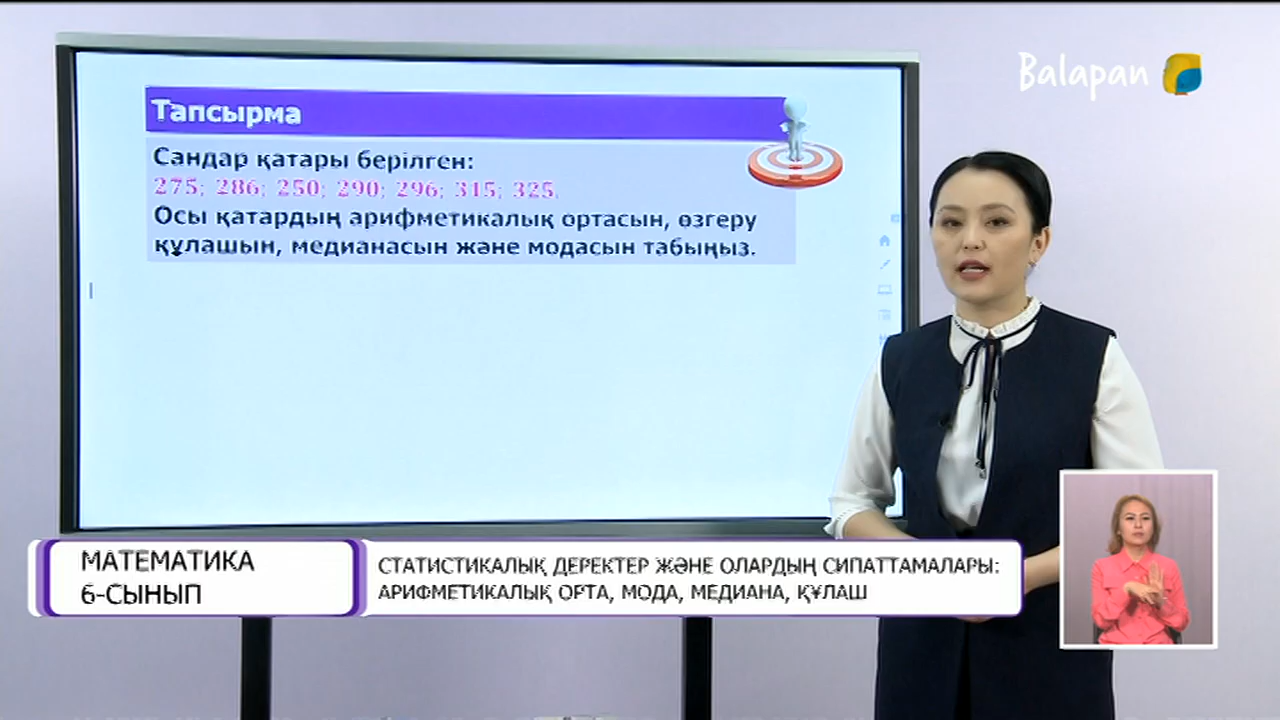 Balapan
Тапсырма
Сандар қатары берілген:
275; 286; 250; 290; 296; 315; 325.
Осы қатардың арифметикалық ортасын, өзгеру
құлашын, медианасын және модасын табыңыз.
МАТЕМАТИКА
6-СЫНЫП
СТАТИСТИКАЛЫҚ ДЕРЕКТЕР ЖӘНЕ ОЛАРДЫҢ СИПАТТАМАЛАРЫ:
АРИФМЕТИКАЛЫҚ ОРТА, МОДА, МЕДИАНА, ҚҰЛАШ